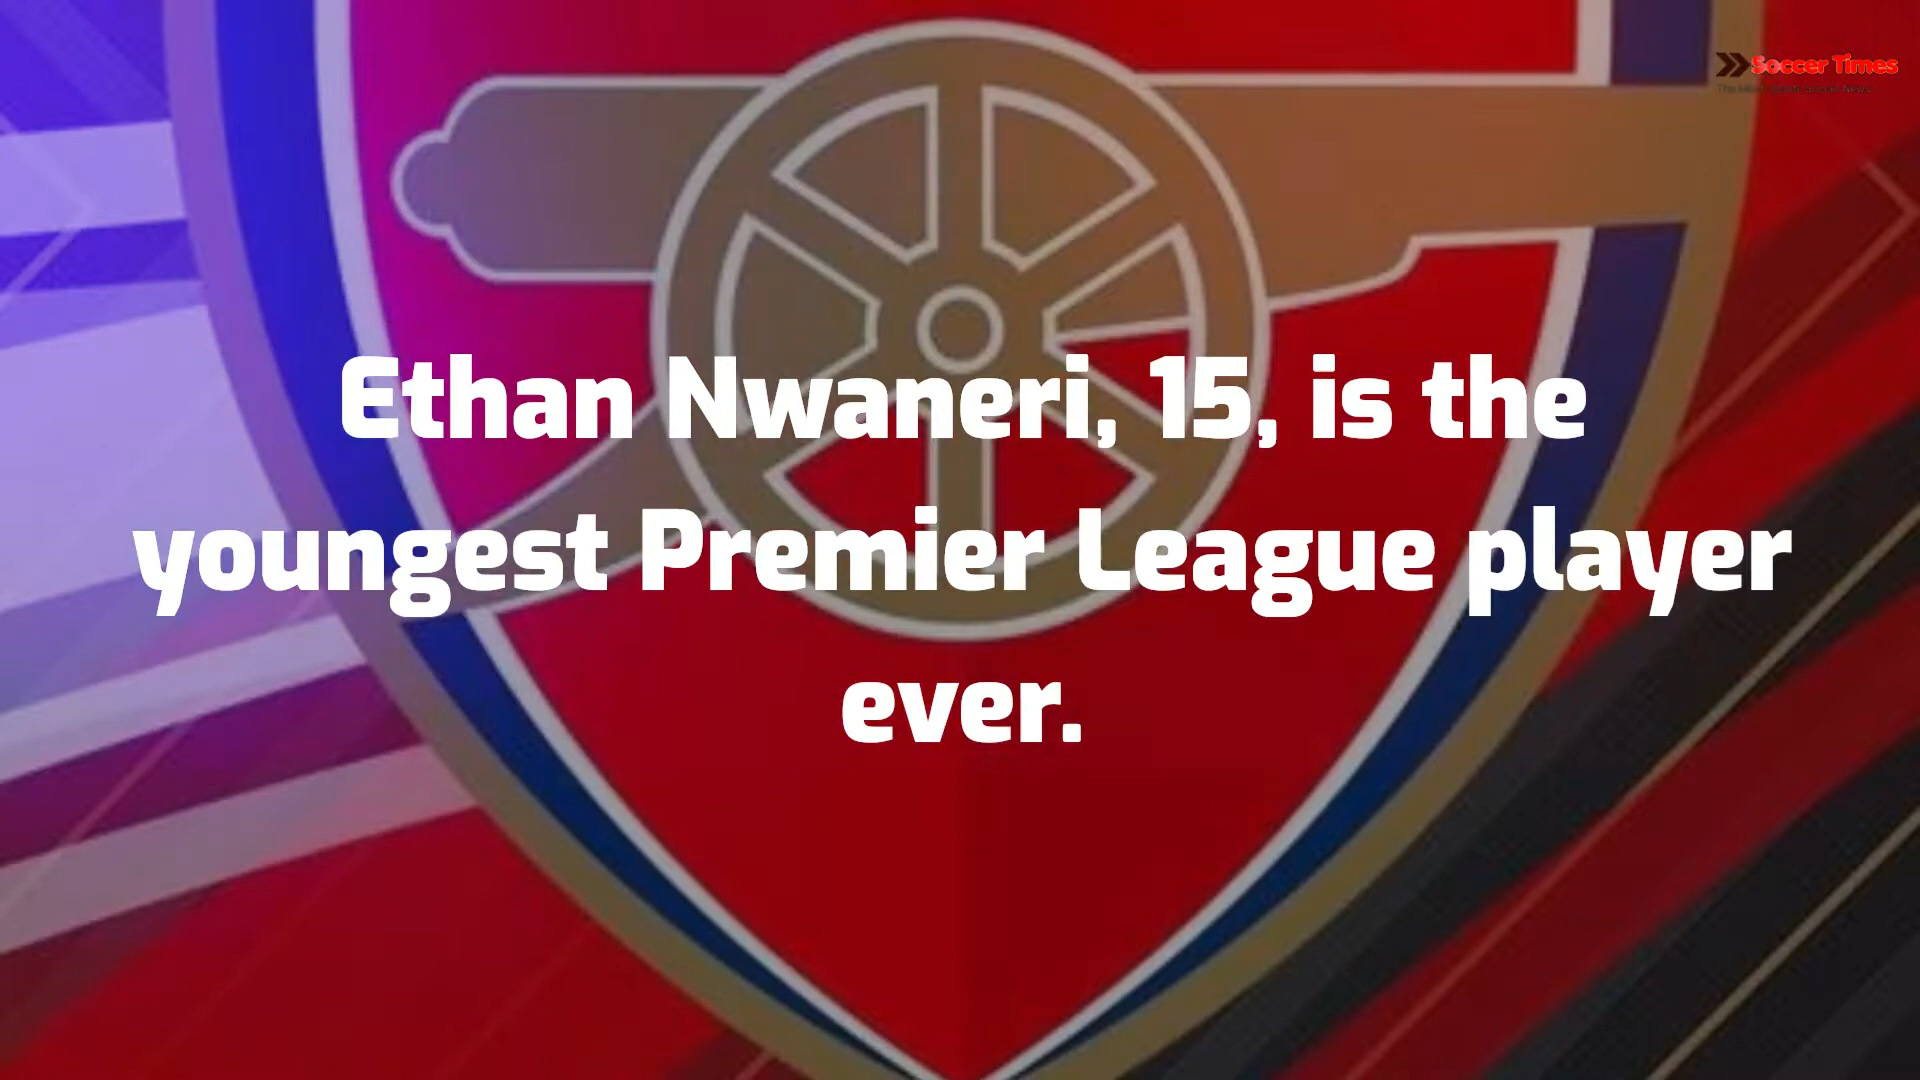 Soccer Times
Ethan Nwaneri, 15, is the
youngest Premier League player
ever.